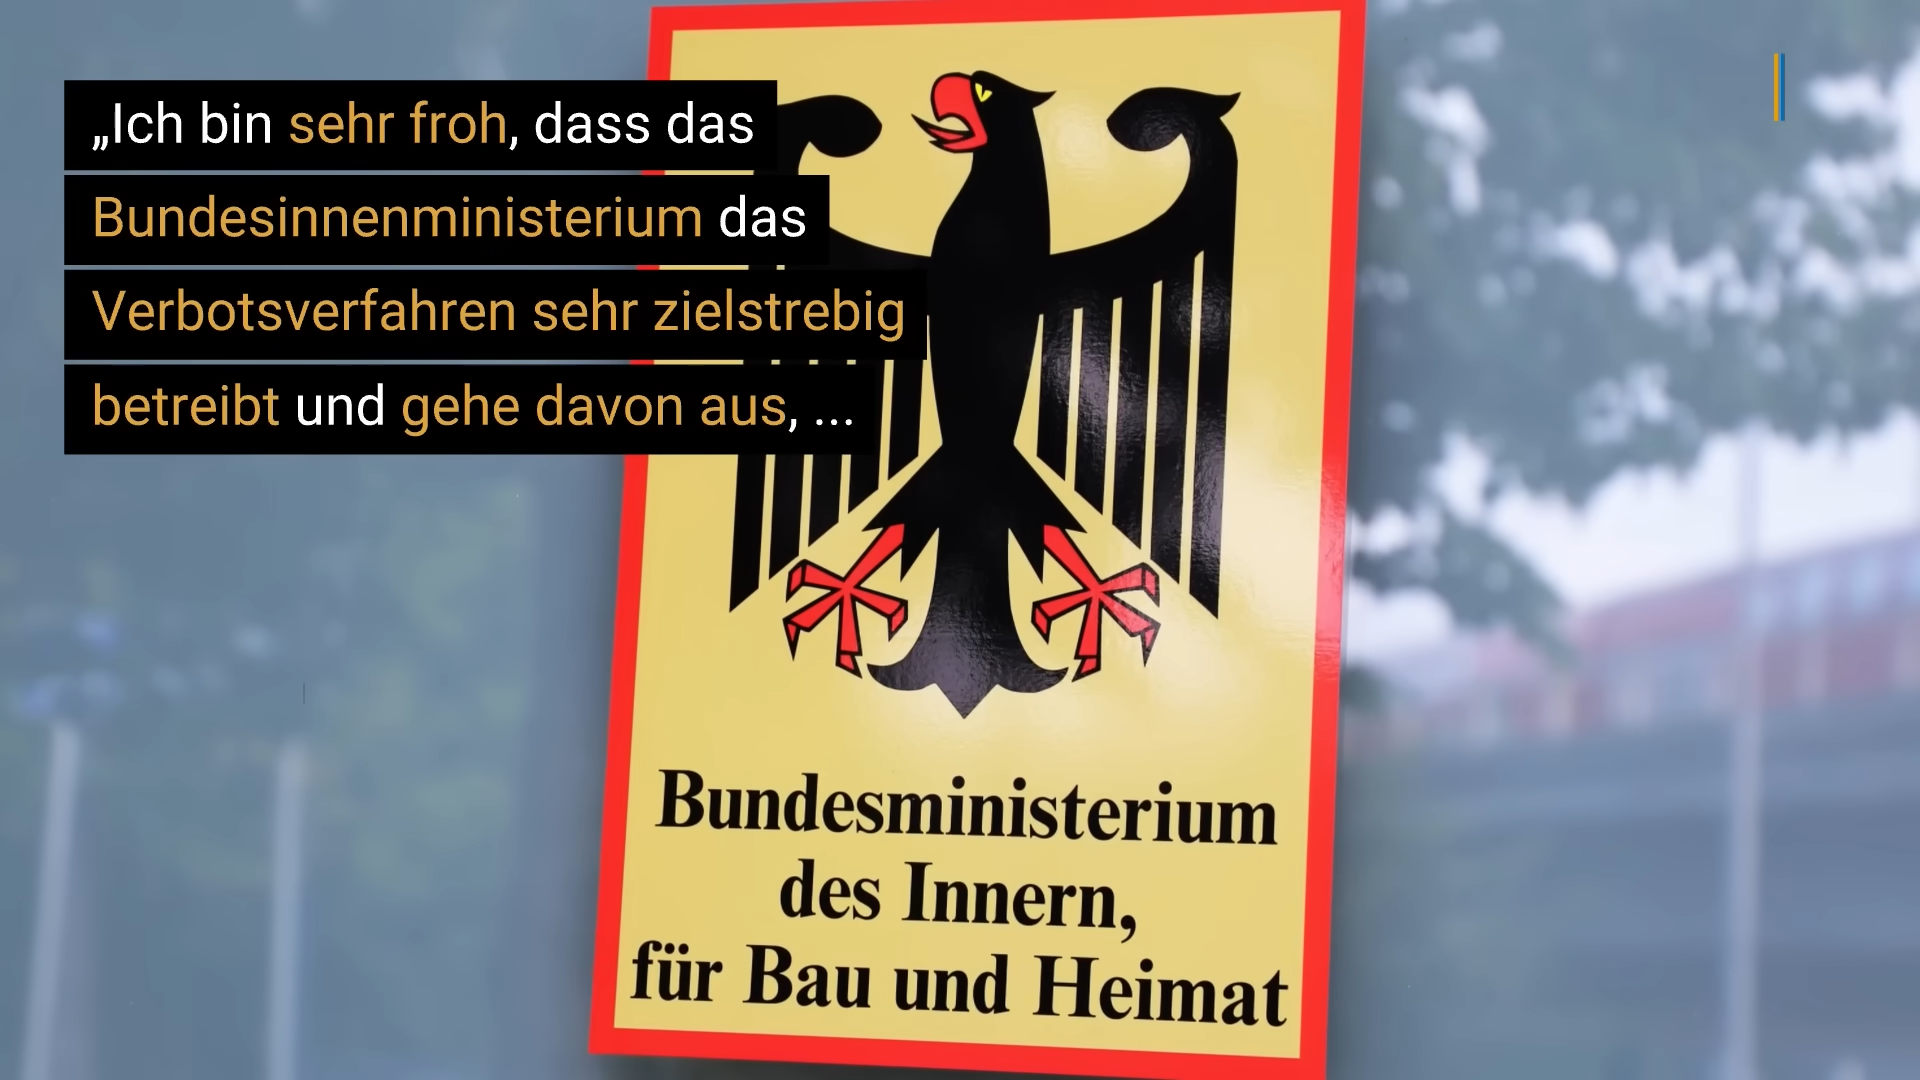 „Ich bin sehr froh, dass das
Bundesinnenministerium das
Verbotsverfahren sehr zielstrebig
betreibt und gehe davon aus, ...
Bundesministerium
des Innern,
für Bau und Heimat